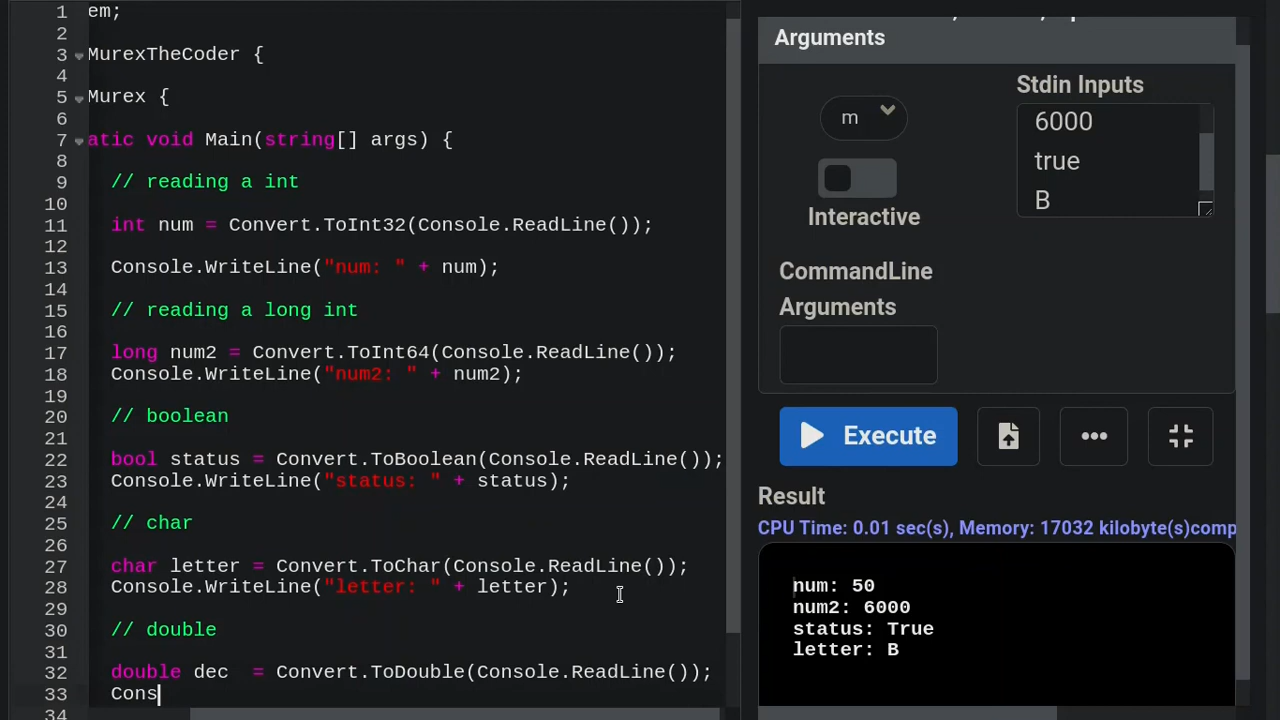 1 em;
2
3 MurexTheCoder {
4
5 Murex {
6
7 atic void Main(string[] args) {
8
9 // reading a int
10
11 int num = Convert.ToInt32(Console.ReadLine());
12
13 Console.WriteLine("num: " + num);
14
15 // reading a long int
16
17 long num2 = Convert.ToInt64(Console.ReadLine());
18 Console.WriteLine("num2: " + num2);
19
20 // boolean
21
22 bool status = Convert.ToBoolean(Console.ReadLine());
23 Console.WriteLine("status: " + status);
24
25 // char
26
27 char letter = Convert.ToChar(Console.ReadLine());
28 Console.WriteLine("letter: " + letter);
29
30 // double
31
32 double dec  = Convert.ToDouble(Console.ReadLine());
33 Cons
34
Arguments
m
Interactive
Stdin Inputs
6000
true
B
CommandLine
Arguments
Execute
Result
CPU Time: 0.01 sec(s), Memory: 17032 kilobyte(s)comp
num: 50
num2: 6000
status: True
letter: B